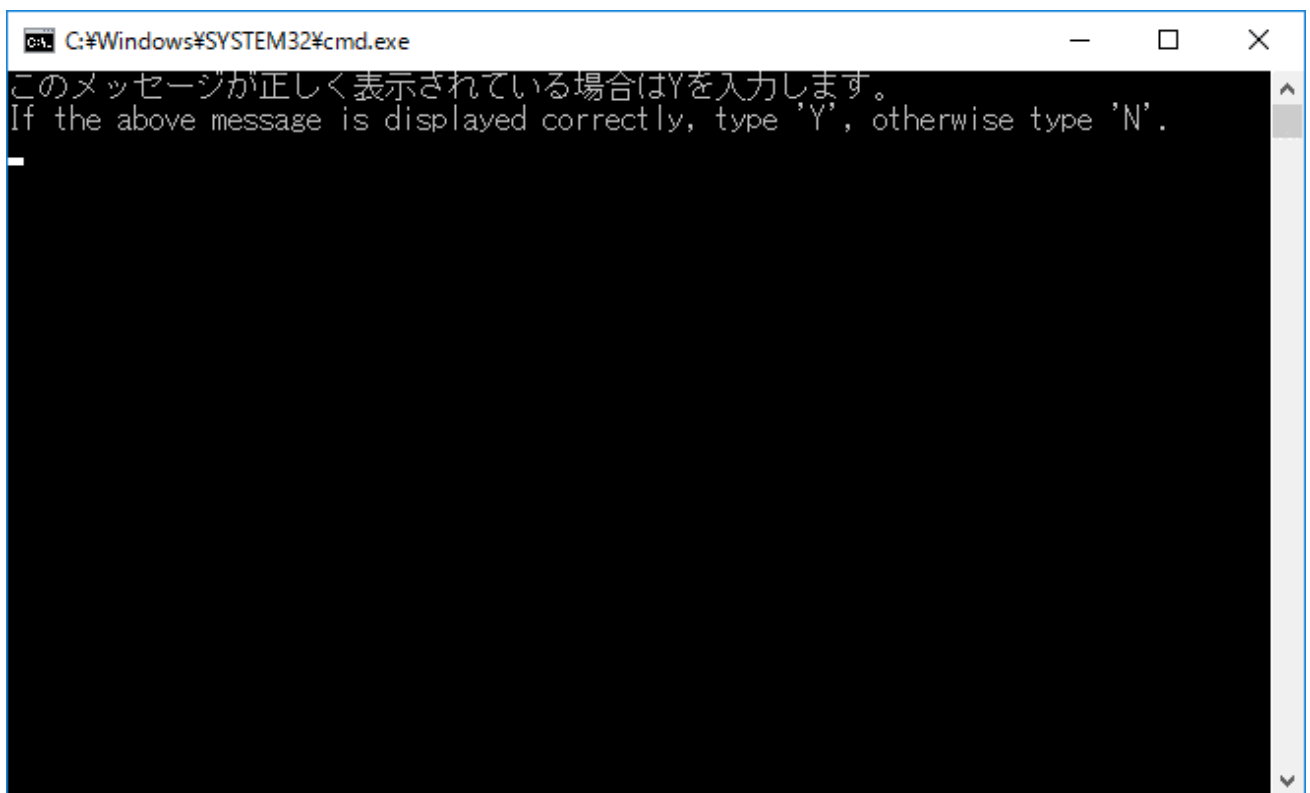 C:¥Windows¥SYSTEM32¥cmd.exe
このメッセージが正しく表示されている場合はYを入力します。
If the above message is displayed correctly, type 'Y', otherwise type 'N'.